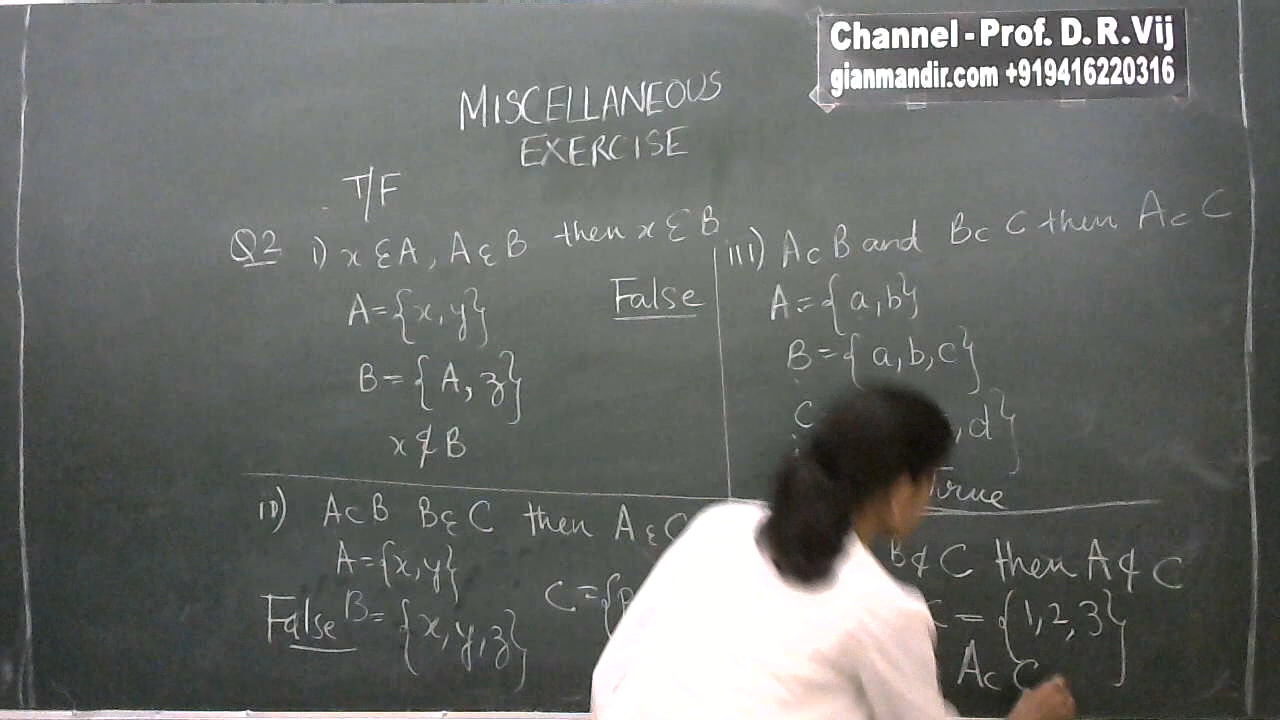 Channel - Prof. D.R.Vij
gianmandir.com +919416220316
MISCELLANEOUS
EXERCISE
T/F
Q2 i) x ∈ A, A ∈ B then x ∈ B
False
A = {x, y}
B = {A, z}
x ∉ B
ii) A ⊂ B B ∈ C then A ∈ C
A = {x, y}
False B = {x, y, z}
C = {B
iii) A ⊂ B and B ⊂ C then A ⊂ C
A = {a, b}
B = {a, b, c}
C , d}
True
B ⊄ C then A ⊄ C
C = {1, 2, 3}
A ⊂ C